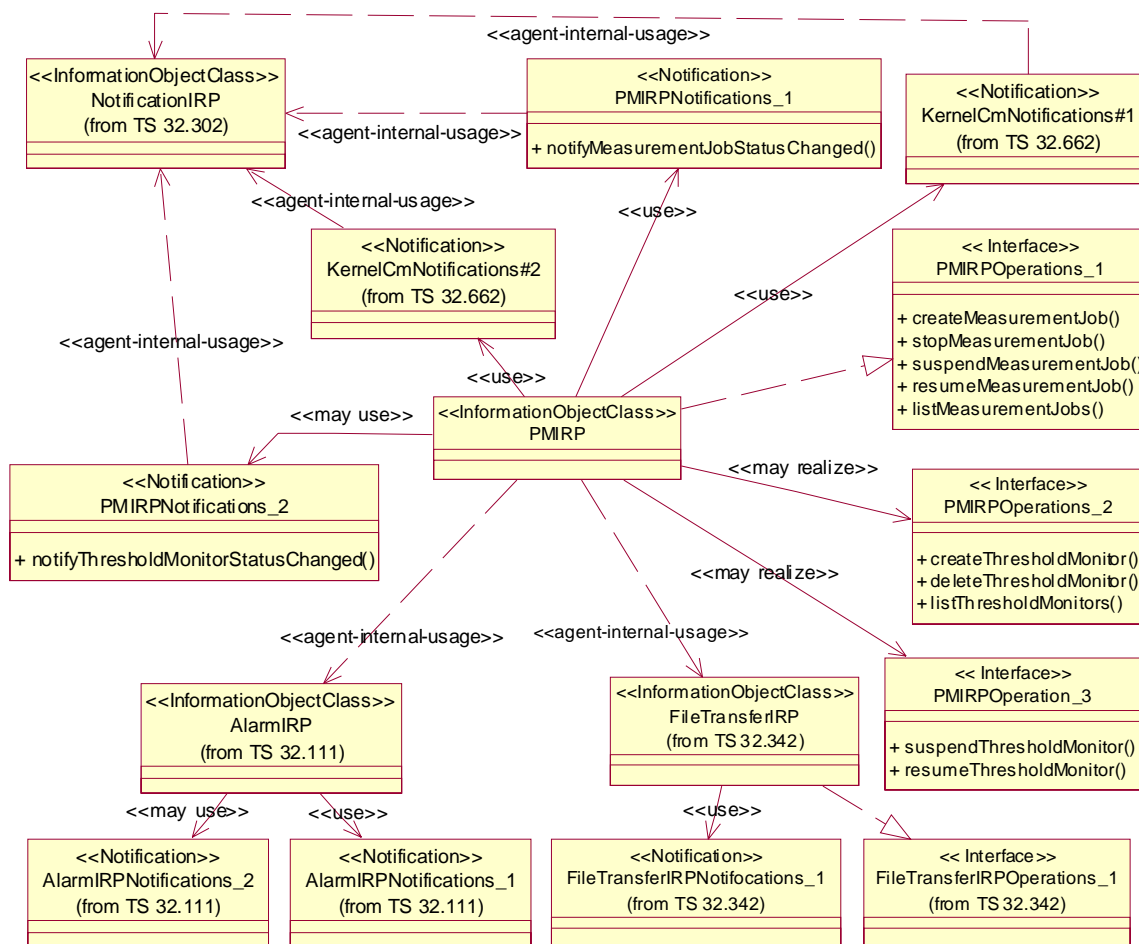 <<agent-internal-usage>>
<<InformationObjectClass>>
NotificationIRP
(from TS 32.302)
<<Notification>>
PMIRPNotifications_1
+ notifyMeasurementJobStatusChanged()
<<Notification>>
KernelCmNotifications#1
(from TS 32.662)
<<agent-internal-usage>>
<<agent-internal-usage>>
<<use>>
<<Notification>>
KernelCmNotifications#2
(from TS 32.662)
<< Interface>>
PMIRPOperations_1
+ createMeasurementJob()
+ stopMeasurementJob()
+ suspendMeasurementJob()
+ resumeMeasurementJob()
+ listMeasurementJobs()
<<use>>
<<agent-internal-usage>>
<<use>>
<<may use>>
<<InformationObjectClass>>
PMIRP
<<may realize>>
<<Notification>>
PMIRPNotifications_2
+ notifyThresholdMonitorStatusChanged()
<< Interface>>
PMIRPOperations_2
+ createThresholdMonitor()
+ deleteThresholdMonitor()
+ listThresholdMonitors()
<<may realize>>
<<agent-internal-usage>>
<<agent-internal-usage>>
<< Interface>>
PMIRPOperation_3
+ suspendThresholdMonitor()
+ resumeThresholdMonitor()
<<InformationObjectClass>>
AlarmIRP
(from TS 32.111)
<<InformationObjectClass>>
FileTransferIRP
(from TS 32.342)
<<may use>>
<<use>>
<<use>>
<<Notification>>
AlarmIRPNotifications_2
(from TS 32.111)
<<Notification>>
AlarmIRPNotifications_1
(from TS 32.111)
<<Notification>>
FileTransferIRPNotifocations_1
(from TS 32.342)
<< Interface>>
FileTransferIRPOperations_1
(from TS 32.342)